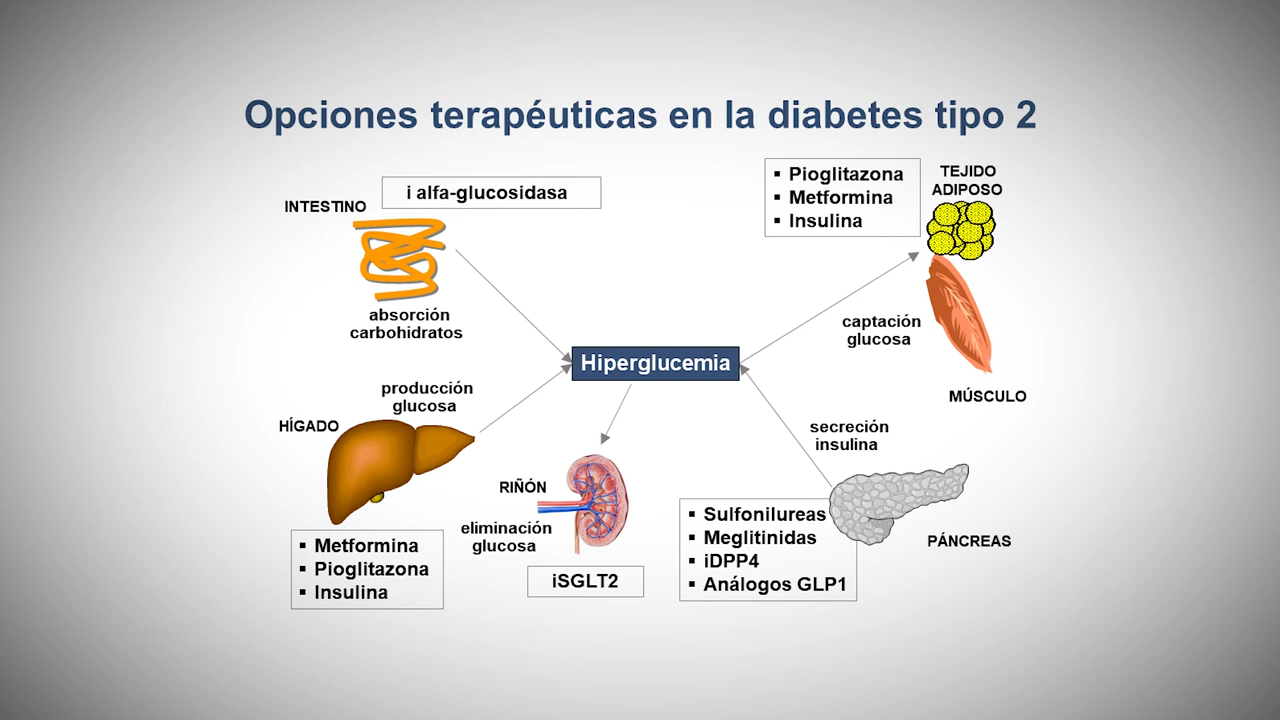 Opciones terapéuticas en la diabetes tipo 2
i alfa-glucosidasa
INTESTINO
absorción
carbohidratos
▪ Pioglitazona
▪ Metformina
▪ Insulina
TEJIDO
ADIPOSO
captación
glucosa
MÚSCULO
Hiperglucemia
producción
glucosa
HÍGADO
▪ Metformina
▪ Pioglitazona
▪ Insulina
RIÑÓN
eliminación
glucosa
iSGLT2
secreción
insulina
▪ Sulfonilureas
▪ Meglitinidas
▪ iDPP4
▪ Análogos GLP1
PÁNCREAS